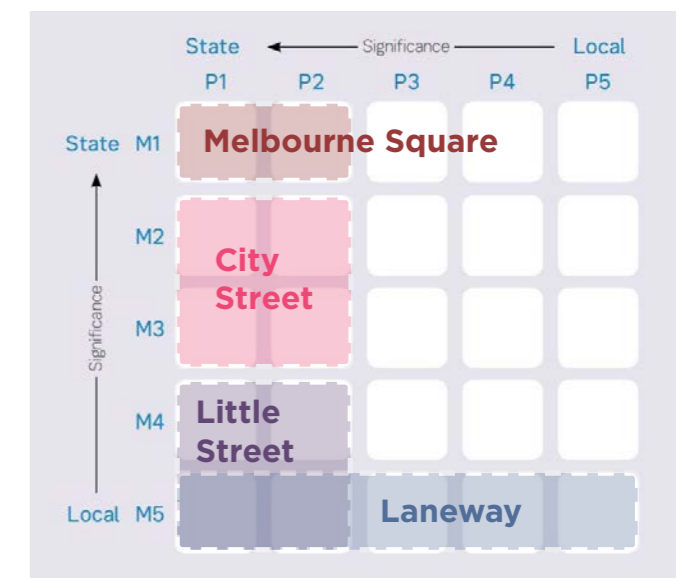 State Significance Local
P1 P2 P3 P4 P5
State M1 Melbourne Square
M2
City
Street
Significance
M3
Little
M4
Street
Local M5 Laneway